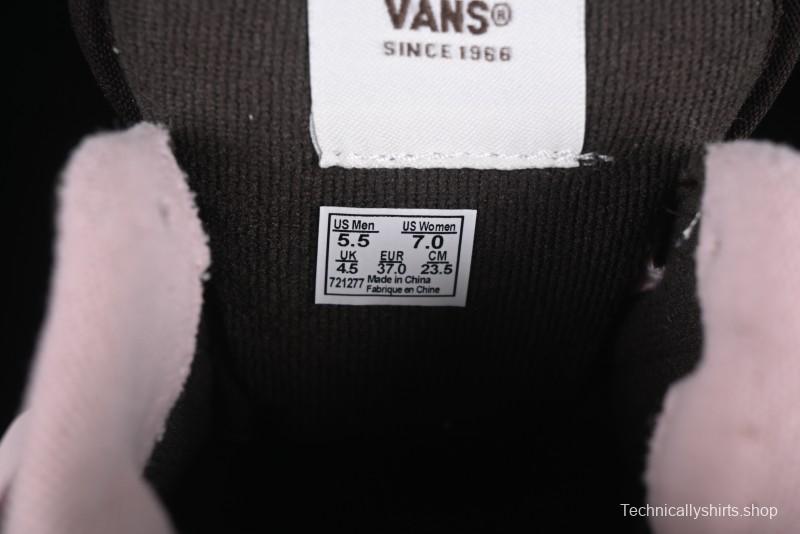 VANS®
SINCE 1966
US Men US Women
5.5 7.0
UK EUR CM
4.5 37.0 23.5
721277 Made in China
Fabrique en Chine
Technicallyshirts.shop